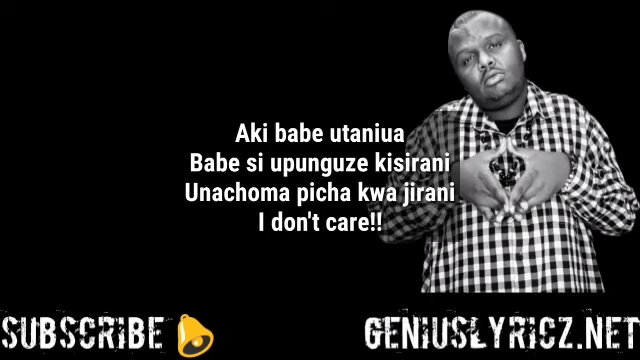 Aki babe utaniua
Babe si upunguze kisirani
Unachoma picha kwa jirani
I don't care!!
SUBSCRIBE
GENIUSLYRICZ.NET